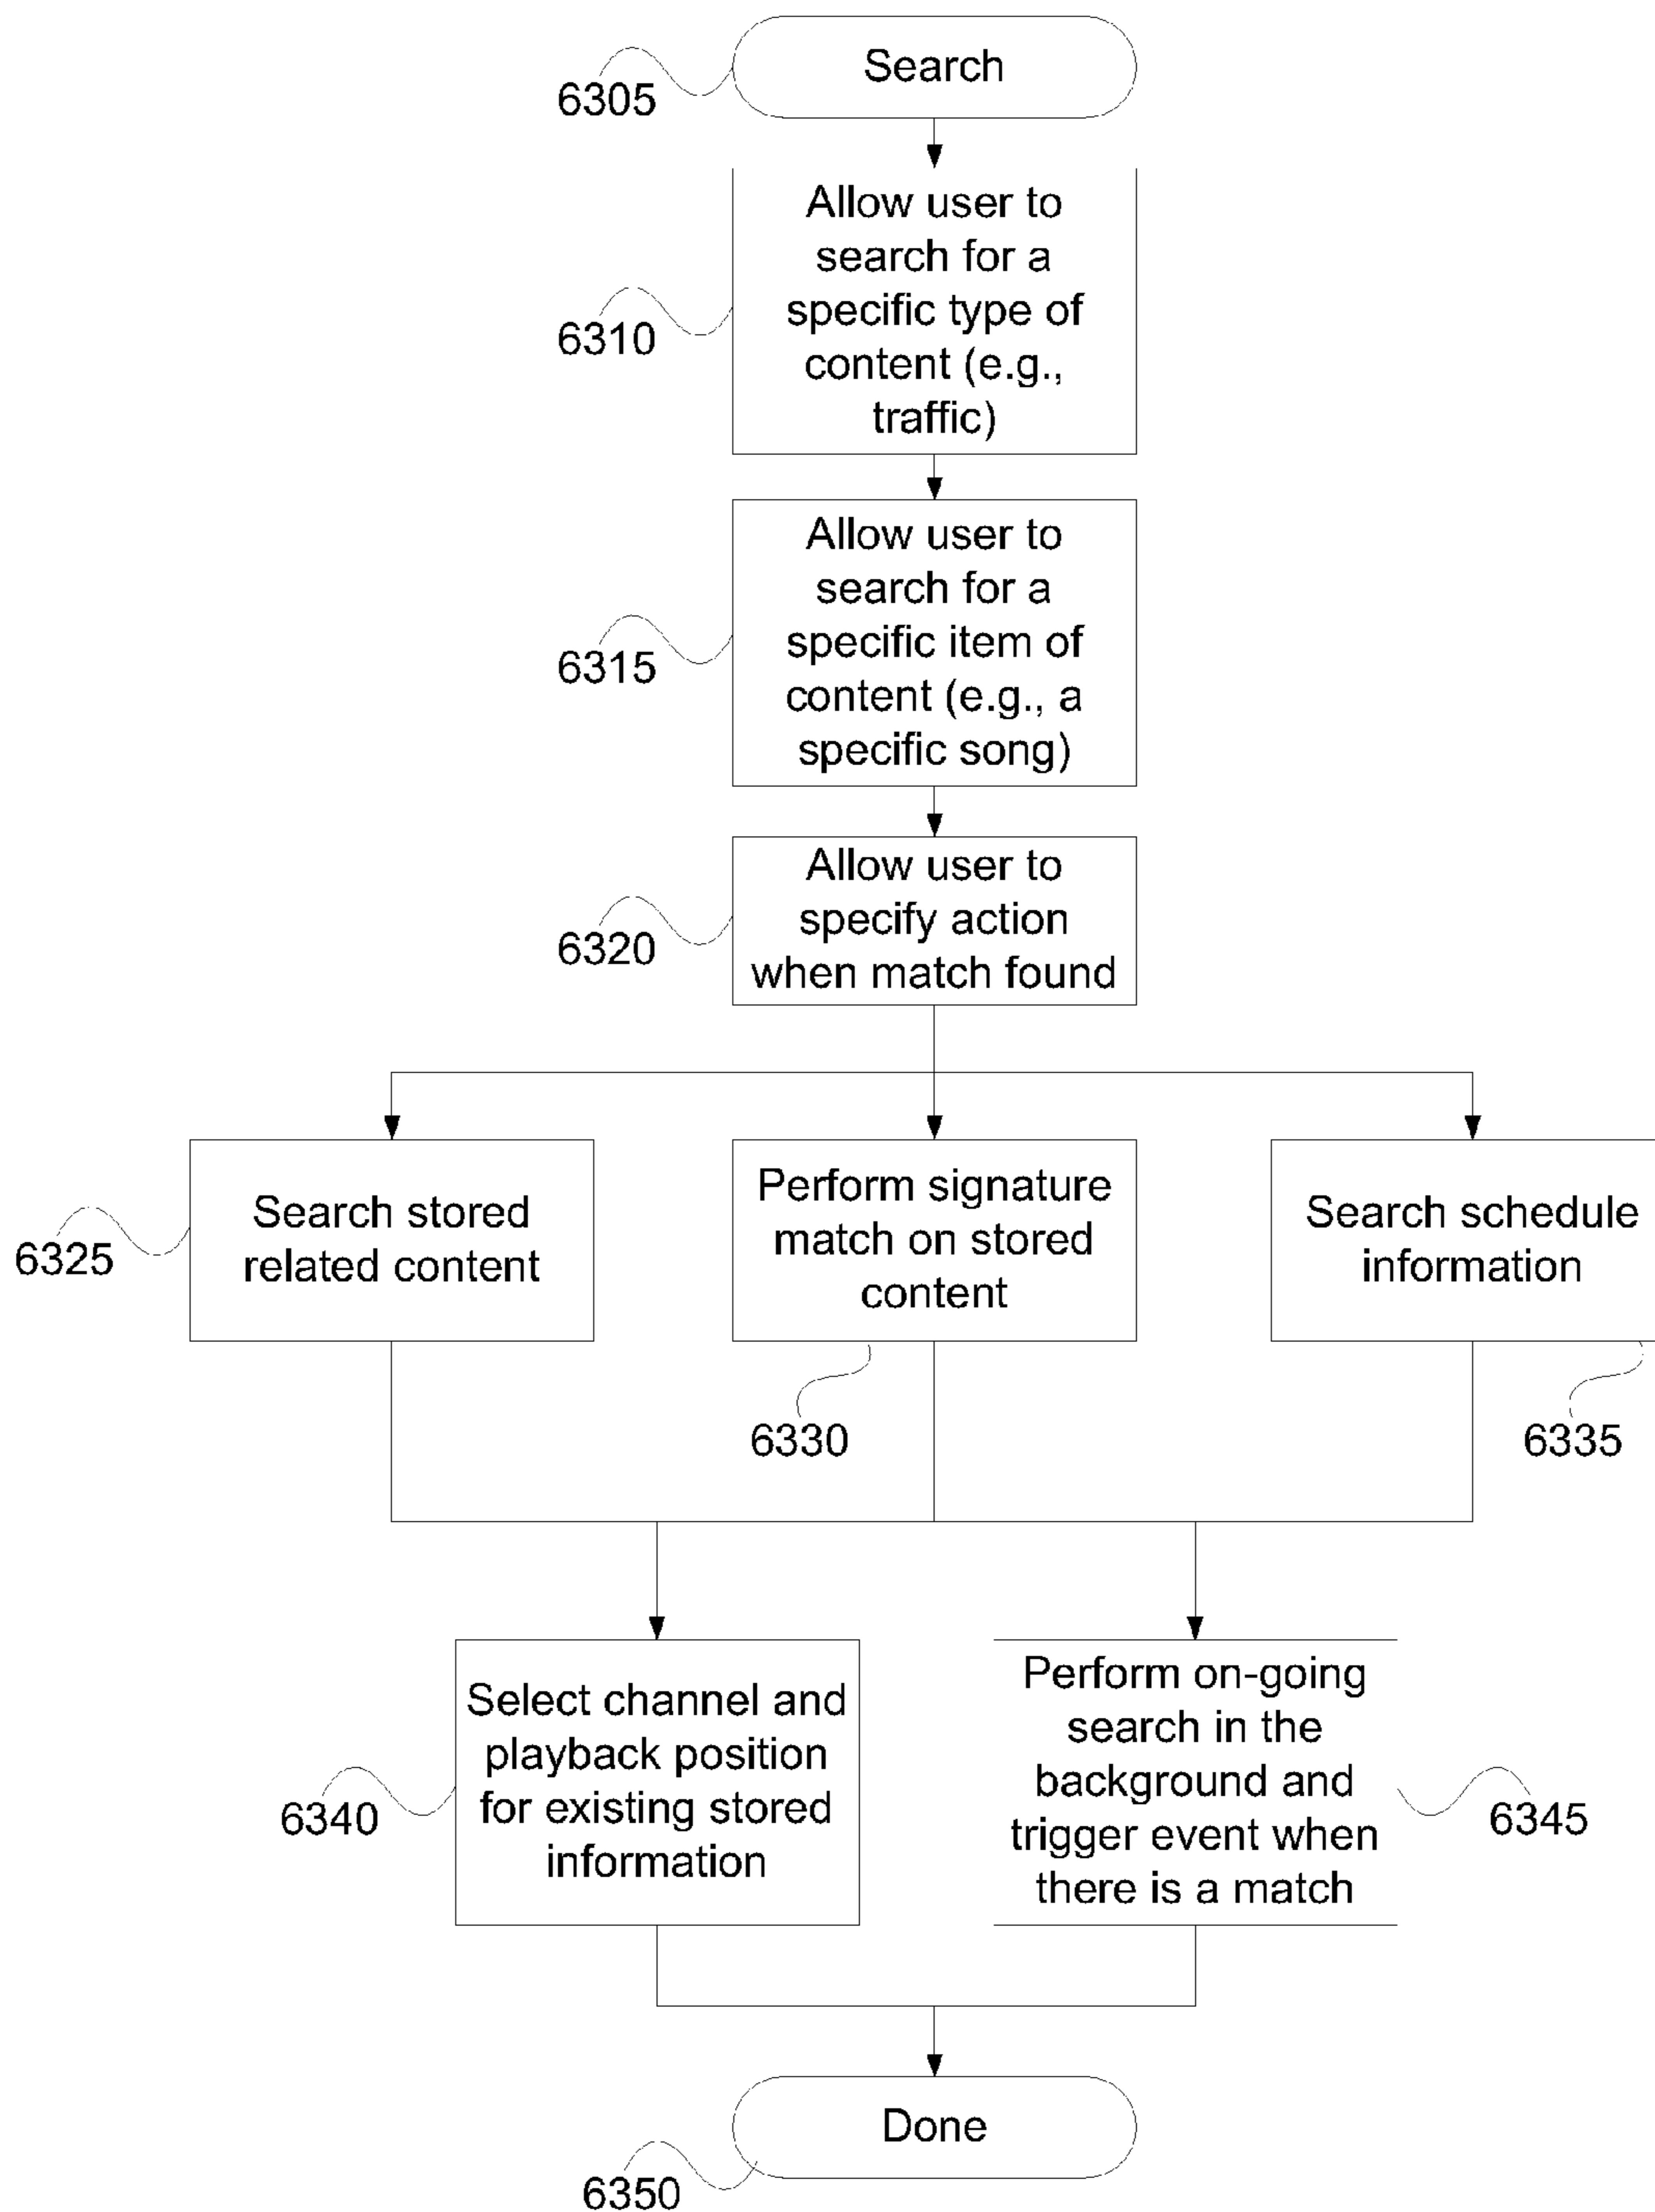 Search
6305
Allow user to
search for a
specific type of
content (e.g.,
traffic)
6310
Allow user to
search for a
specific item of
content (e.g., a
specific song)
6315
Allow user to
specify action
when match found
6320
Search stored
related content
6325
Perform signature
match on stored
content
6330
Search schedule
information
6335
Select channel and
playback position
for existing stored
information
6340
Perform on-going
search in the
background and
trigger event when
there is a match
6345
Done
6350